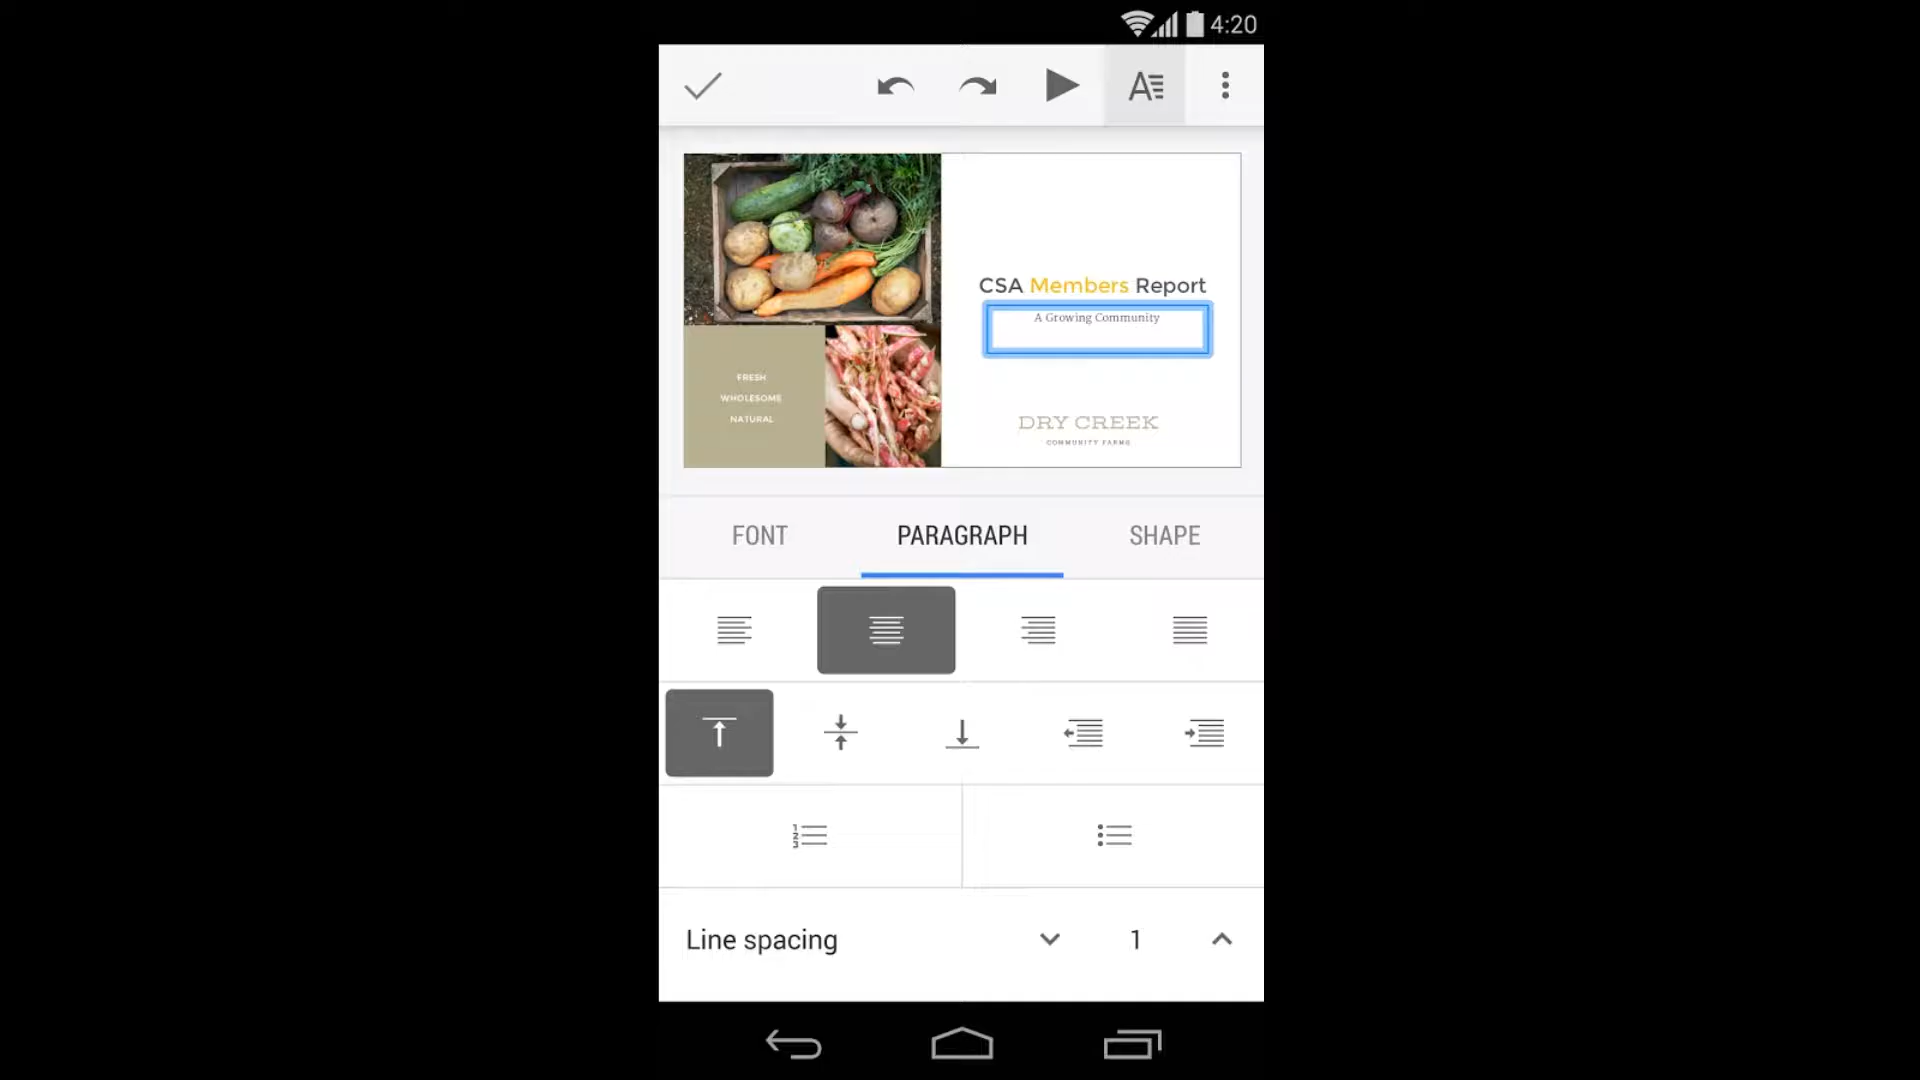 4:20
CSA Members Report
A Growing Community
FRESH
WHOLESOME
NATURAL
DRY CREEK
COMMUNITY FARMS
FONT PARAGRAPH SHAPE
Line spacing 1